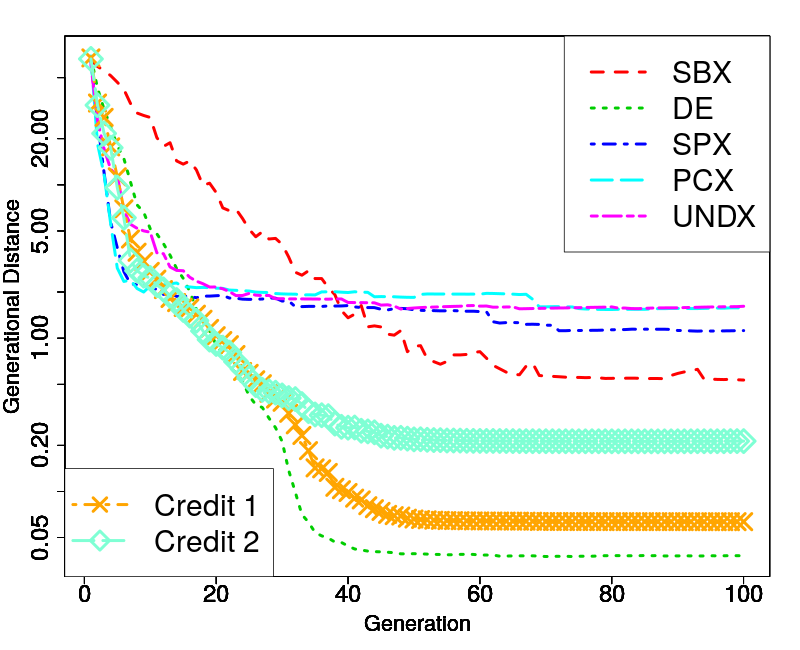 SBX
DE
SPX
PCX
UNDX
20.00
5.00
1.00
0.20
0.05
Generational Distance
Credit 1
Credit 2
0 20 40 60 80 100
Generation